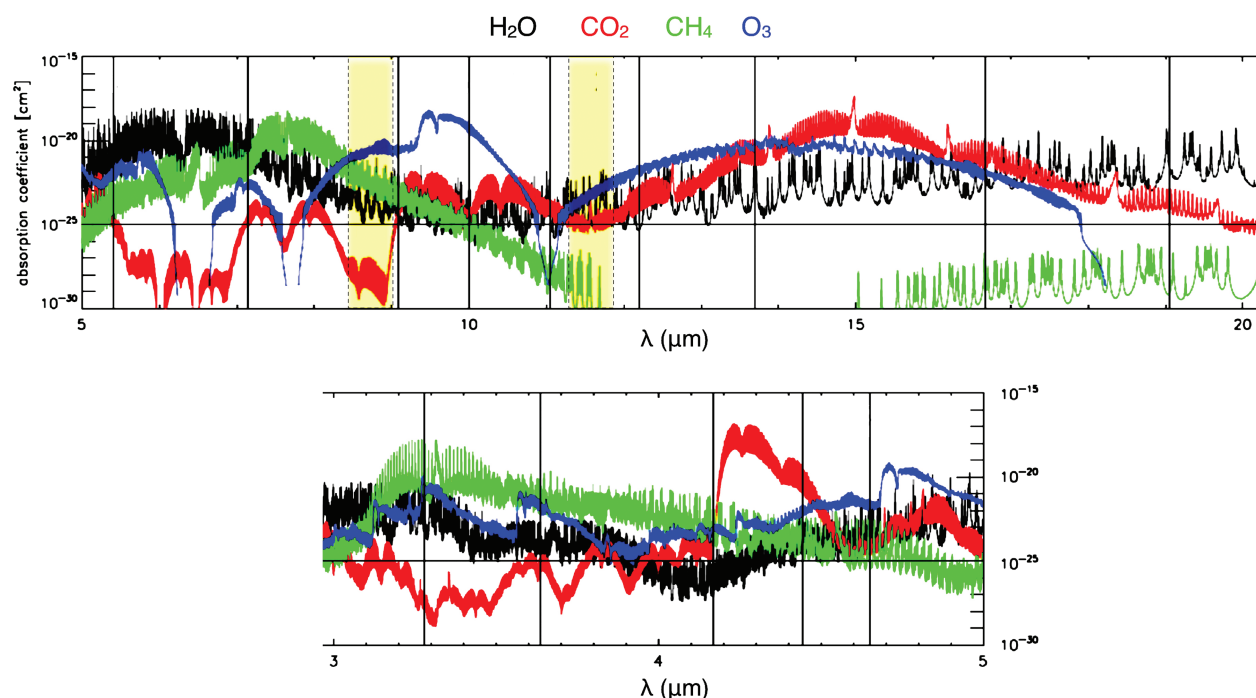 H₂O CO₂ CH₄ O₃
absorption coefficient [cm²]
10⁻¹⁵
10⁻²⁰
10⁻²⁵
10⁻³⁰
5 10 15 20
λ (μm)
10⁻¹⁵
10⁻²⁰
10⁻²⁵
10⁻³⁰
3 4 5
λ (μm)